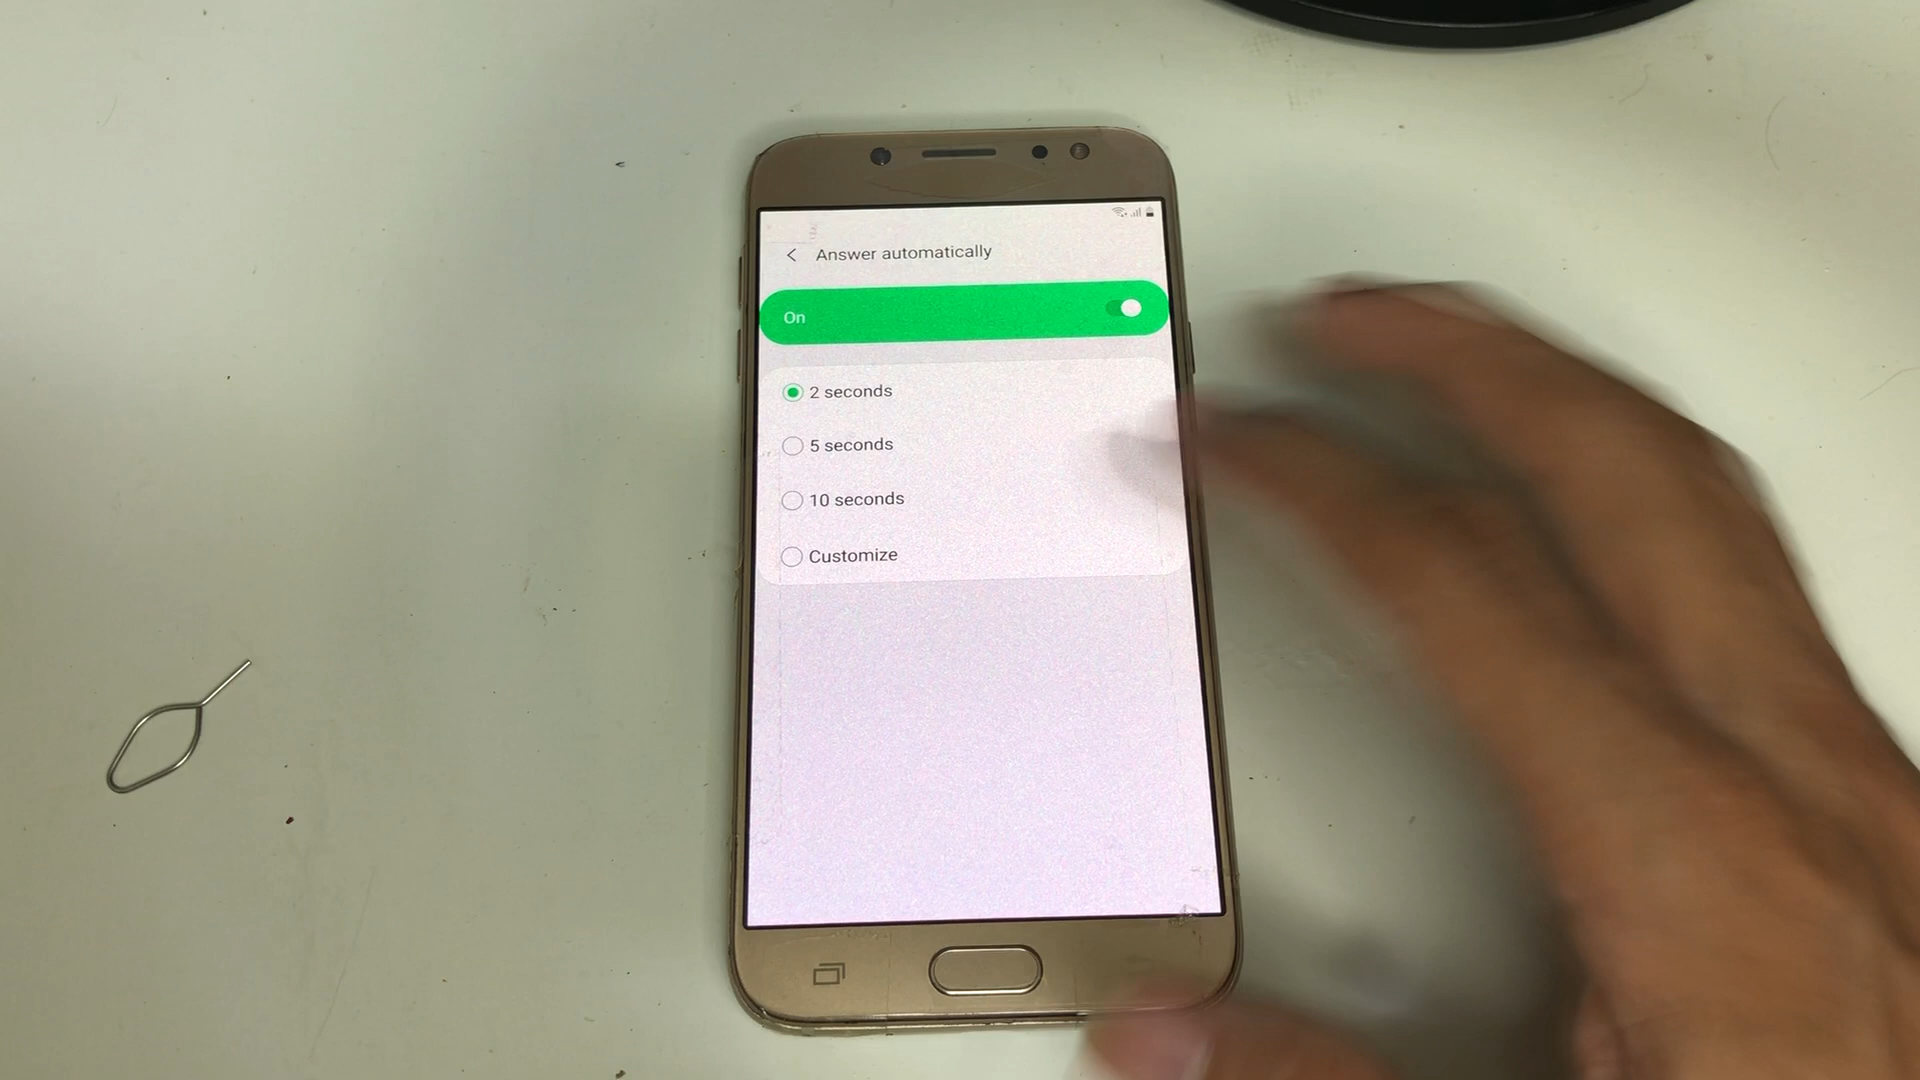 Answer automatically
On
2 seconds
5 seconds
10 seconds
Customize